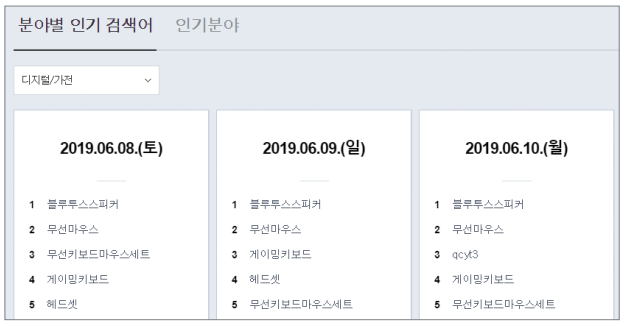 분야별 인기 검색어 인기분야
디지털/가전
2019.06.08.(토)
1 블루투스스피커
2 무선마우스
3 무선키보드마우스세트
4 게이밍키보드
5 헤드셋
2019.06.09.(일)
1 블루투스스피커
2 무선마우스
3 게이밍키보드
4 헤드셋
5 무선키보드마우스세트
2019.06.10.(월)
1 블루투스스피커
2 무선마우스
3 qcyt3
4 게이밍키보드
5 무선키보드마우스세트